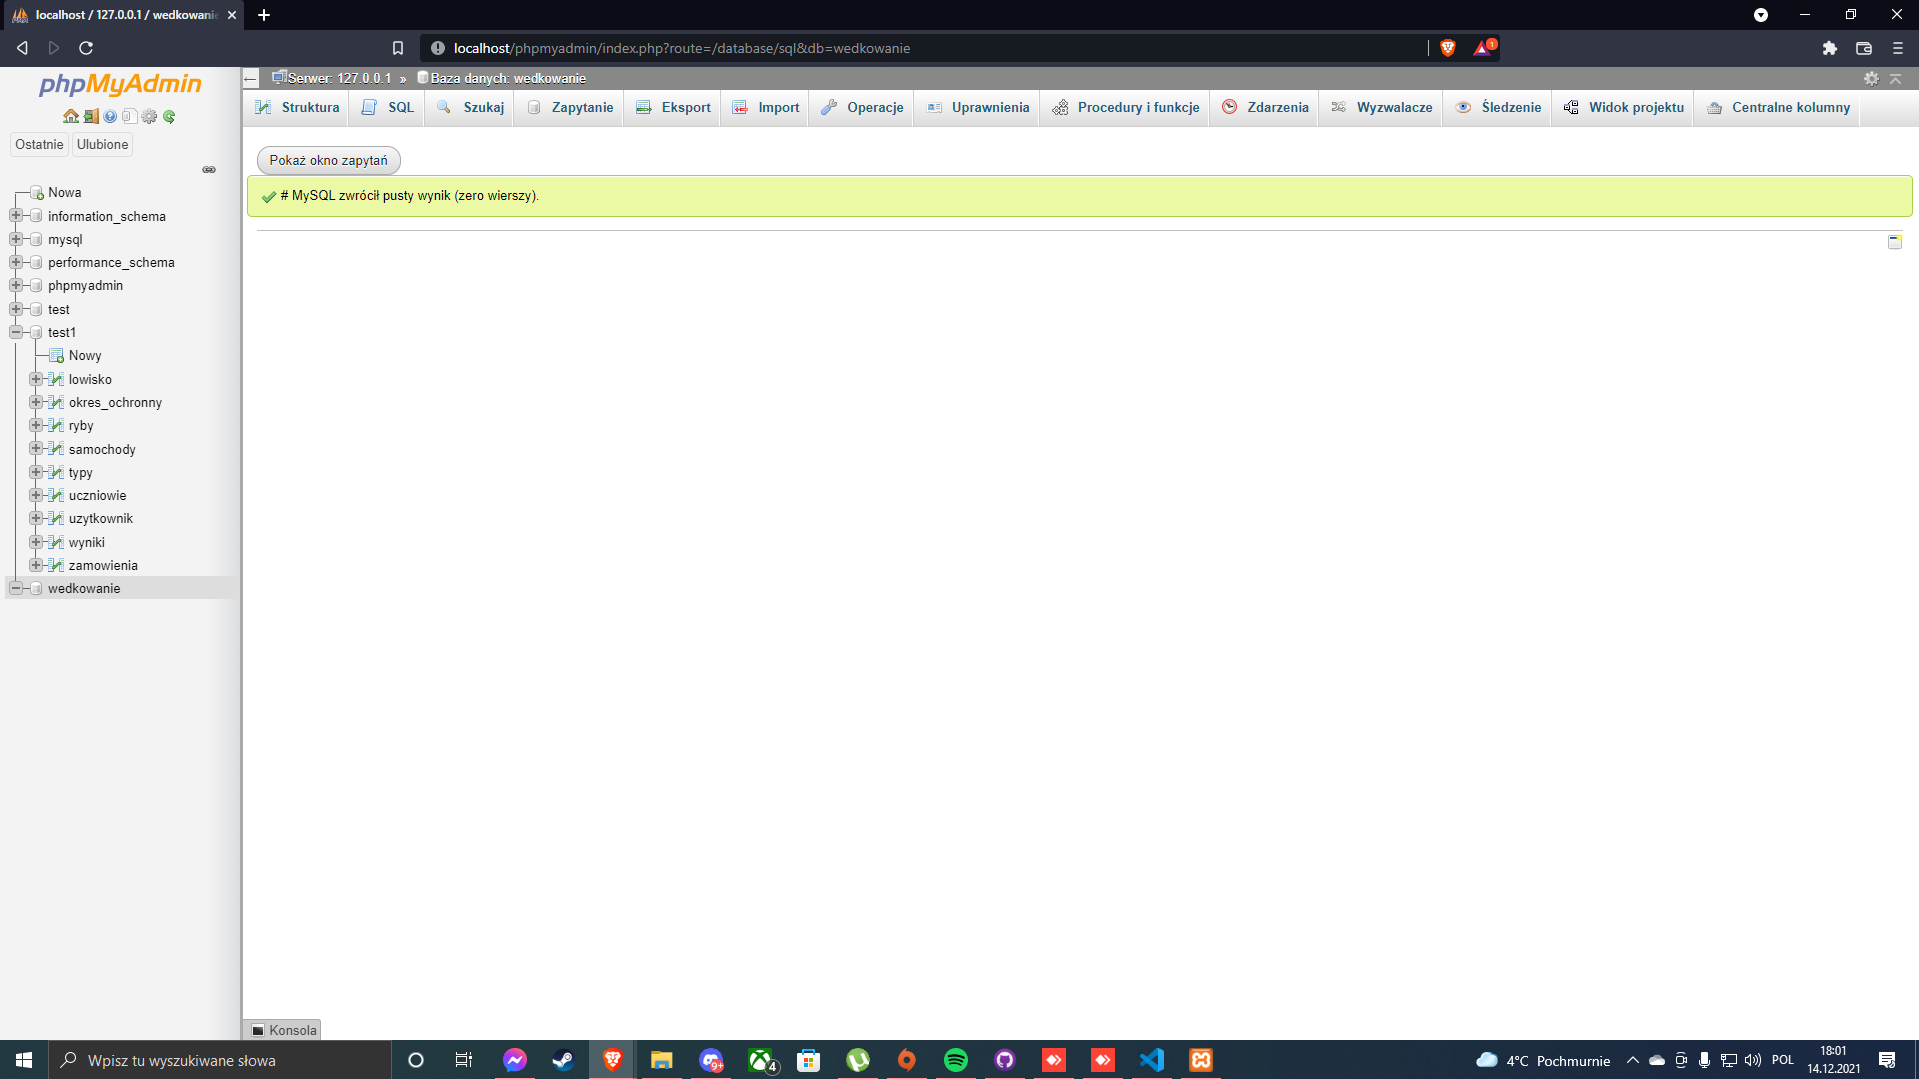 localhost / 127.0.0.1 / wedkowanie
localhost/phpmyadmin/index.php?route=/database/sql&db=wedkowanie
1
phpMyAdmin
Ostatnie Ulubione
Nowa
information_schema
mysql
performance_schema
phpmyadmin
test
test1
Nowy
lowisko
okres_ochronny
ryby
samochody
typy
uczniowie
uzytkownik
wyniki
zamowienia
wedkowanie
Serwer: 127.0.0.1 » Baza danych: wedkowanie
Struktura SQL Szukaj Zapytanie Eksport Import Operacje Uprawnienia Procedury i funkcje Zdarzenia Wyzwalacze Śledzenie Widok projektu Centralne kolumny
Pokaż okno zapytań
# MySQL zwrócił pusty wynik (zero wierszy).
Konsola
Wpisz tu wyszukiwane słowa
9+
4
4°C Pochmurnie
POL
18:01
14.12.2021